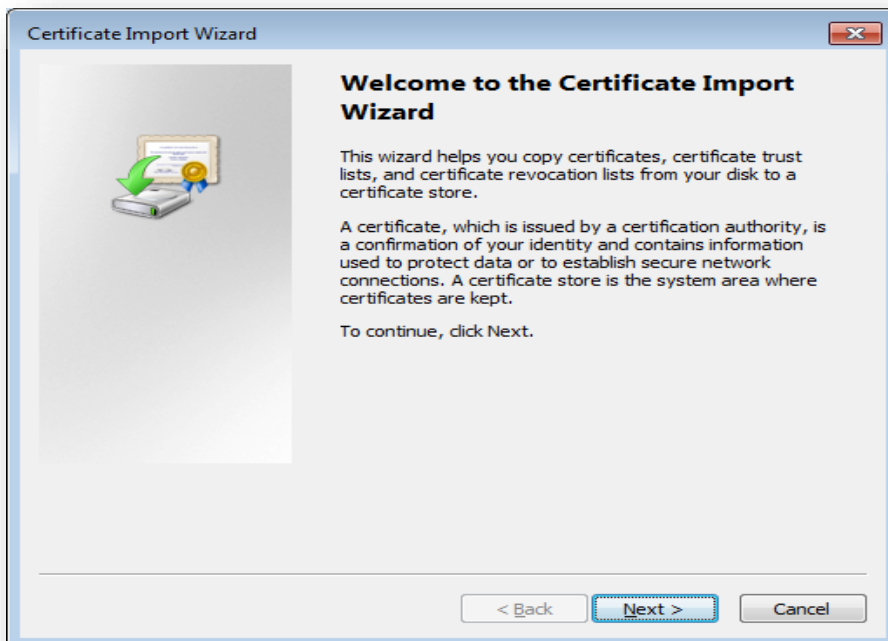 Certificate Import Wizard
Welcome to the Certificate Import
Wizard
This wizard helps you copy certificates, certificate trust
lists, and certificate revocation lists from your disk to a
certificate store.
A certificate, which is issued by a certification authority, is
a confirmation of your identity and contains information
used to protect data or to establish secure network
connections. A certificate store is the system area where
certificates are kept.
To continue, click Next.
< Back
Next >
Cancel